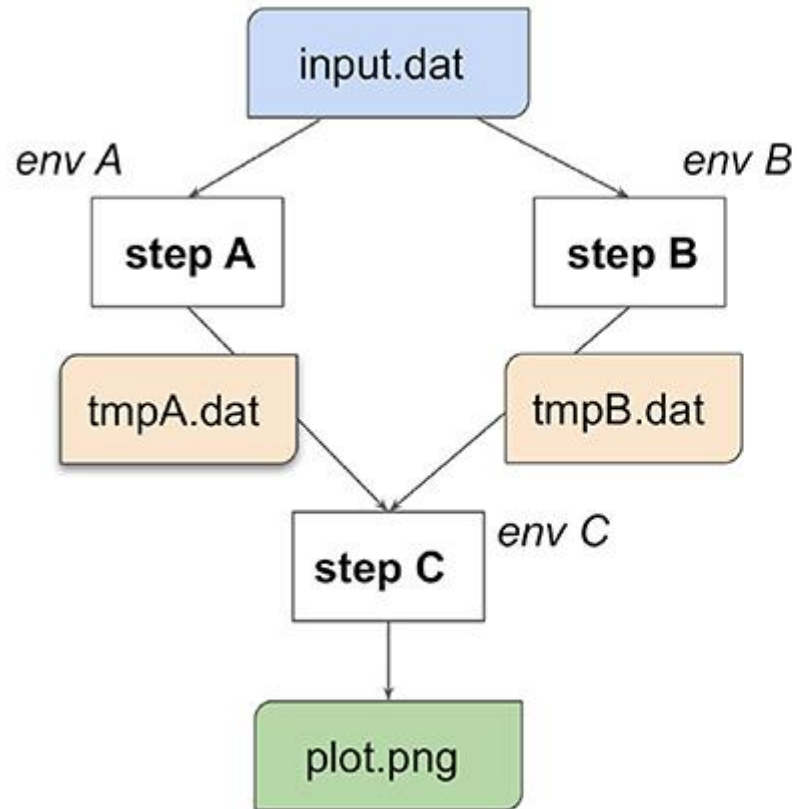 input.dat
env A
env B
step A
step B
tmpA.dat
tmpB.dat
step C
env C
plot.png